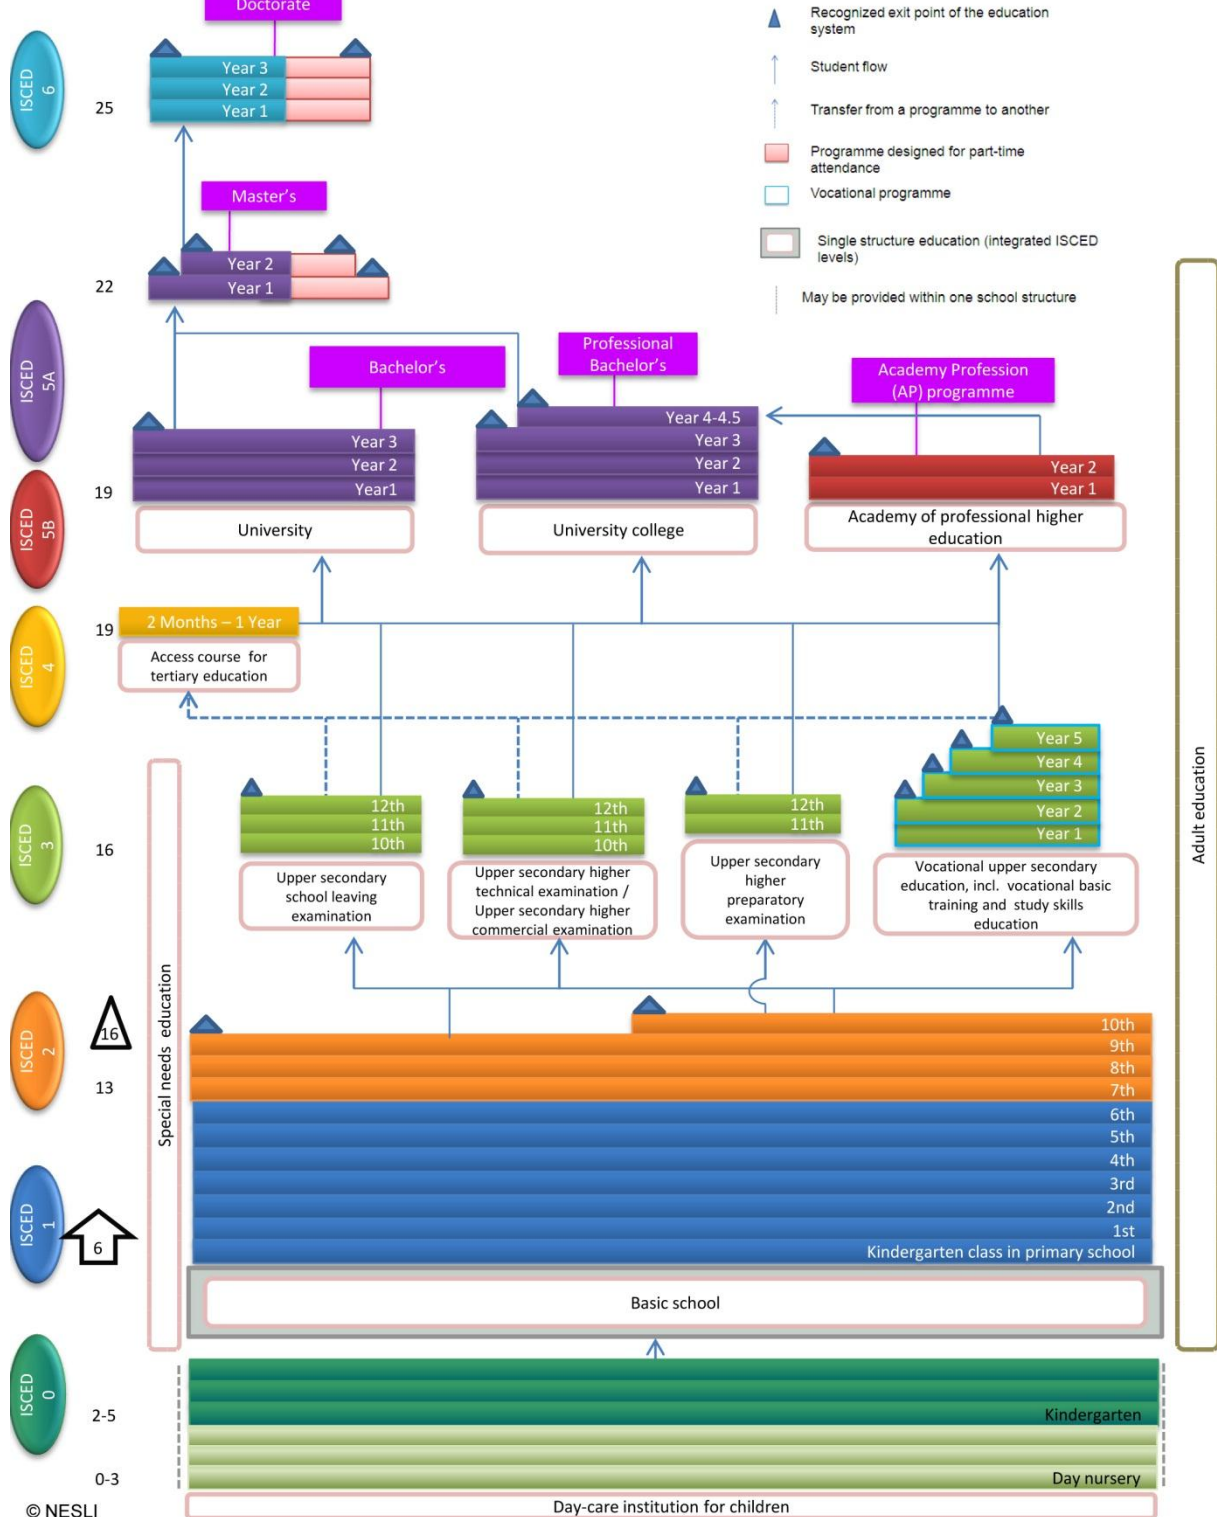 Doctorate
Recognized exit point of the education
system
Student flow
Transfer from a programme to another
Programme designed for part-time
attendance
Vocational programme
Single structure education (integrated ISCED
levels)
May be provided within one school structure
ISCED
6
25
Year 3
Year 2
Year 1
Master's
Year 2
22
Year 1
ISCED
5A
Bachelor's
Professional
Bachelor's
Academy Profession
(AP) programme
Year 3
Year 2
Year1
Year 4-4.5
Year 3
Year 2
Year 1
Year 2
Year 1
19
ISCED
5B
University
University college
Academy of professional higher
education
ISCED
4
19
2 Months – 1 Year
Access course for
tertiary education
Adult education
ISCED
3
16
12th
11th
10th
12th
11th
10th
12th
11th
Year 5
Year 4
Year 3
Year 2
Year 1
Upper secondary
school leaving
examination
Upper secondary higher
technical examination /
Upper secondary higher
commercial examination
Upper secondary
higher
preparatory
examination
Vocational upper secondary
education, incl. vocational basic
training and study skills
education
Special needs education
ISCED
2
16
13
10th
9th
8th
7th
6th
5th
4th
3rd
2nd
1st
Kindergarten class in primary school
ISCED
1
6
Basic school
ISCED
0
2-5
Kindergarten
0-3
Day nursery
Day-care institution for children
© NESLI